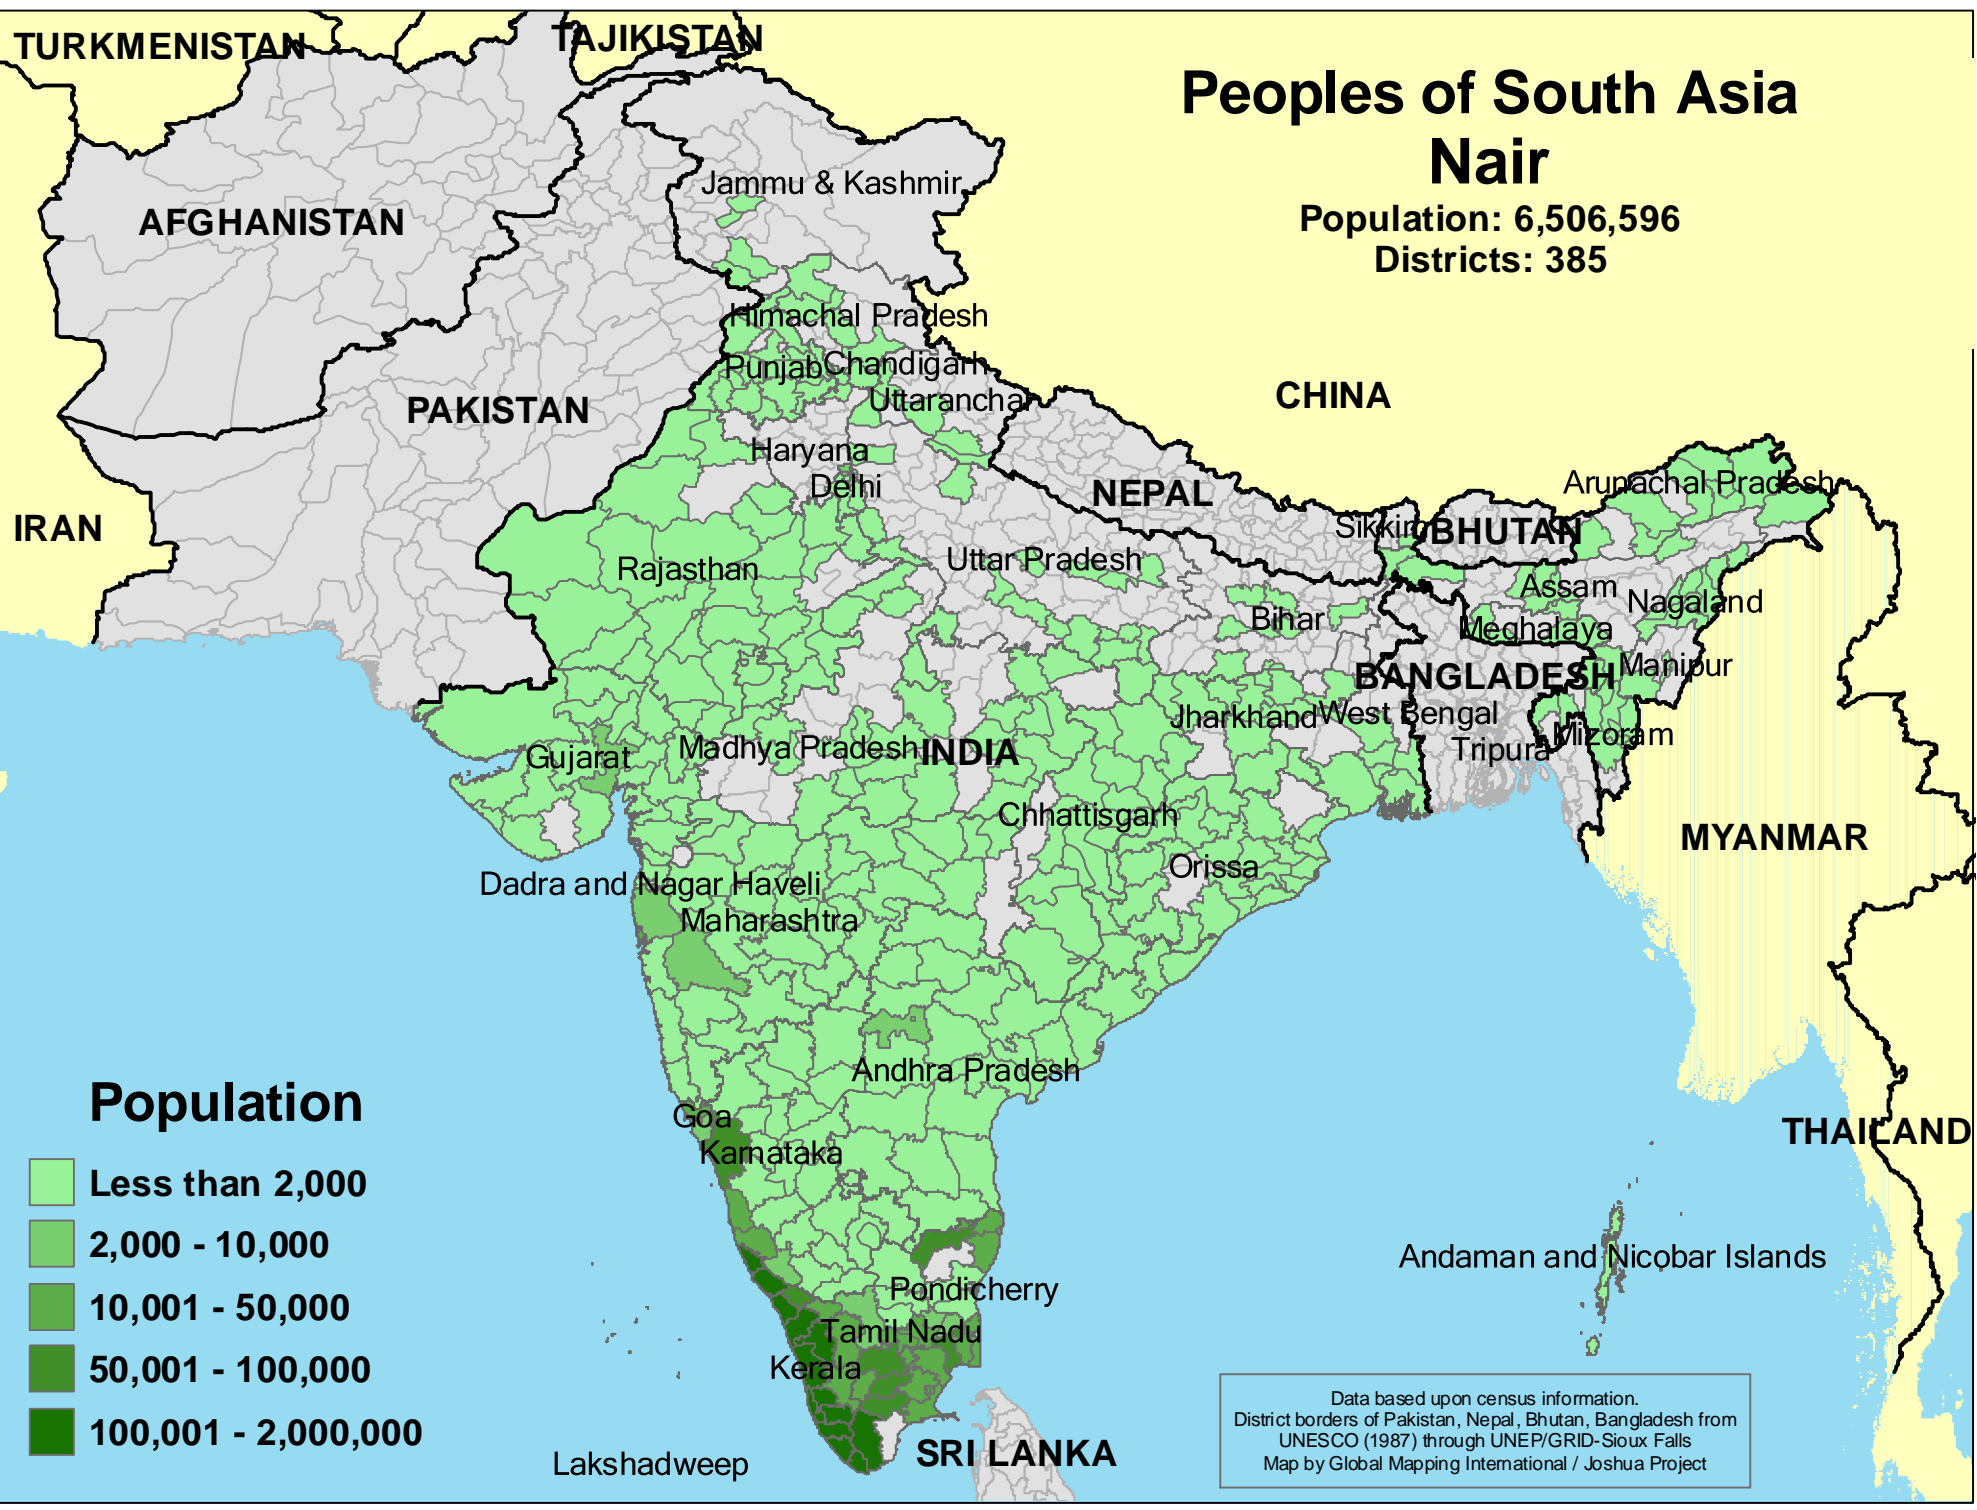 TURKMENISTAN
TAJIKISTAN
Peoples of South Asia
Nair
Population: 6,506,596
Districts: 385
Jammu & Kashmir
AFGHANISTAN
Himachal Pradesh
Punjab
Chandigarh
Uttaranchal
CHINA
PAKISTAN
Haryana
Delhi
NEPAL
Arunachal Pradesh
IRAN
Sikkim
BHUTAN
Uttar Pradesh
Rajasthan
Assam
Nagaland
Bihar
Meghalaya
Manipur
BANGLADESH
Jharkhand
West Bengal
Tripura
Mizoram
Gujarat
Madhya Pradesh
INDIA
Chhattisgarh
MYANMAR
Orissa
Dadra and Nagar Haveli
Maharashtra
Andhra Pradesh
Goa
Karnataka
THAILAND
Andaman and Nicobar Islands
Pondicherry
Tamil Nadu
Kerala
Lakshadweep
SRI LANKA
Population
Less than 2,000
2,000 - 10,000
10,001 - 50,000
50,001 - 100,000
100,001 - 2,000,000
Data based upon census information.
District borders of Pakistan, Nepal, Bhutan, Bangladesh from
UNESCO (1987) through UNEP/GRID-Sioux Falls
Map by Global Mapping International / Joshua Project